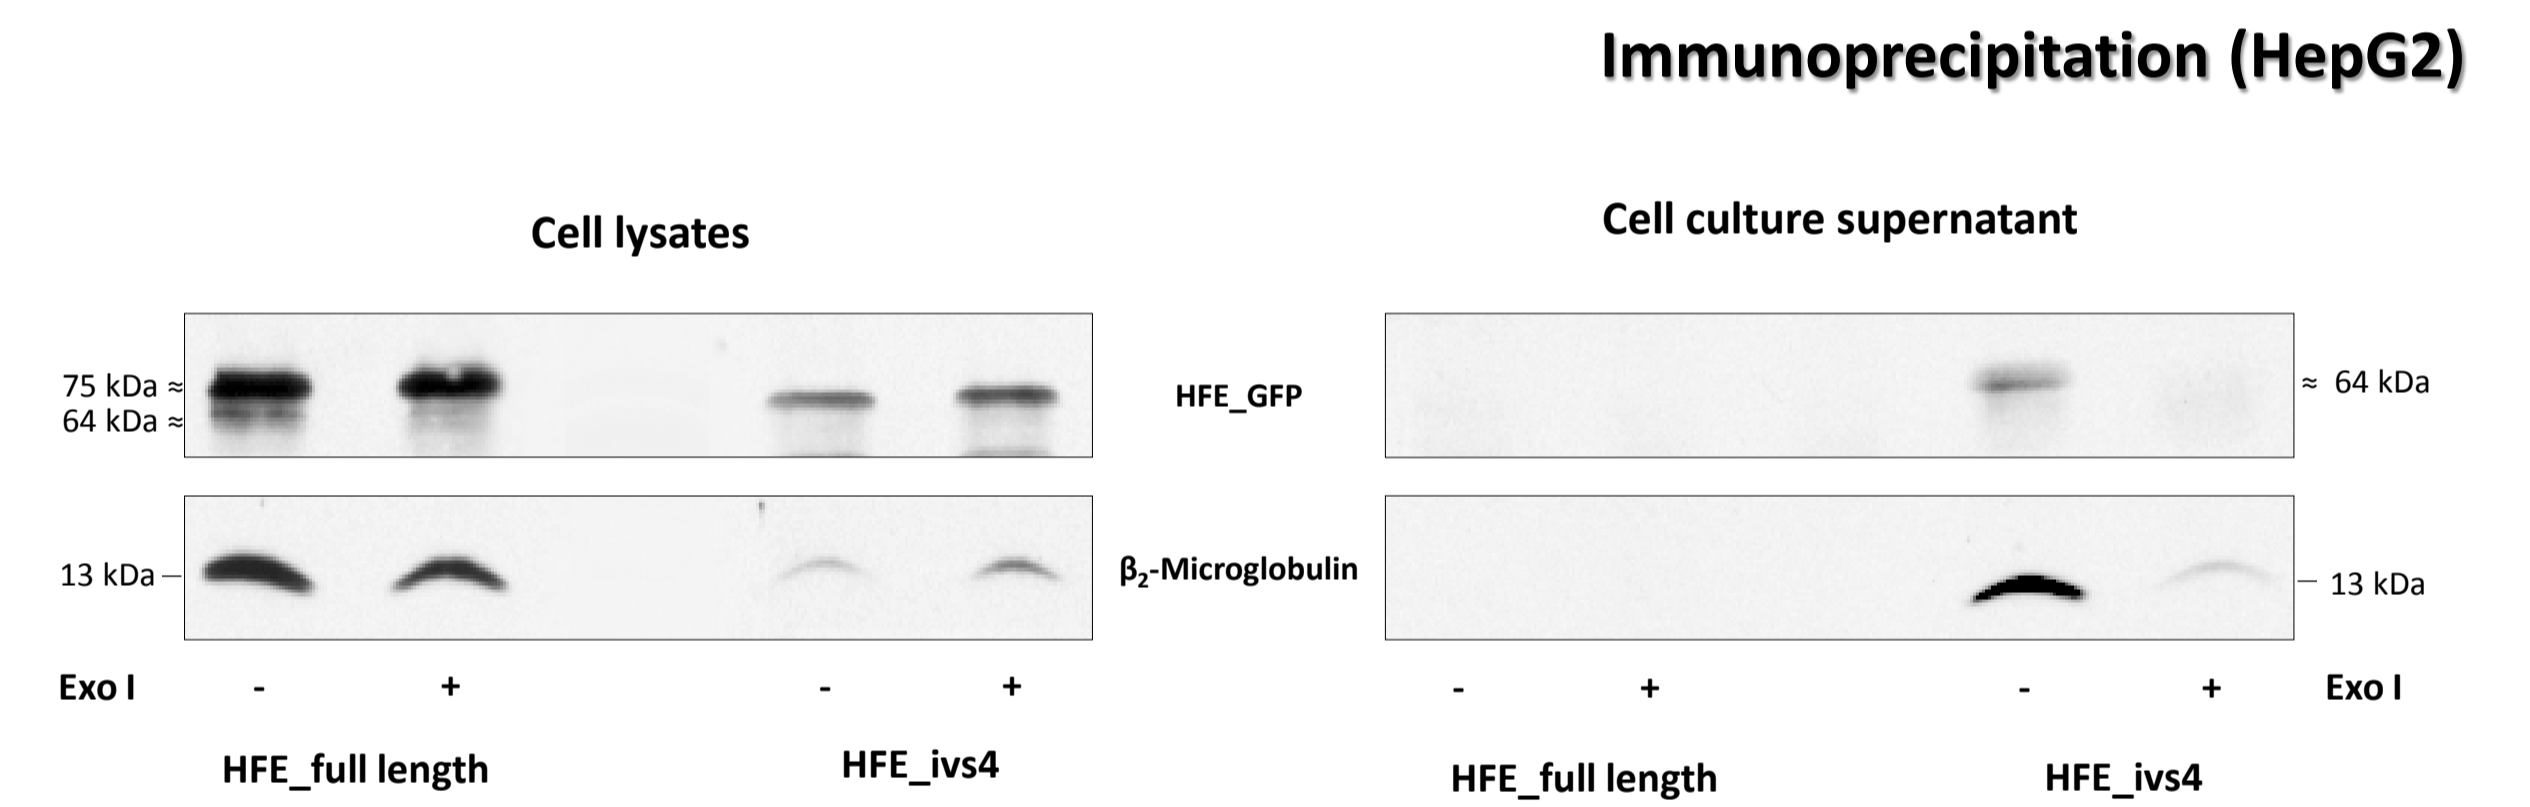 Immunoprecipitation (HepG2)
Cell lysates
Cell culture supernatant
75 kDa ≈
64 kDa ≈
HFE_GFP
≈ 64 kDa
13 kDa –
β₂-Microglobulin
– 13 kDa
Exo I - + - +
- + - + Exo I
HFE_full length
HFE_ivs4
HFE_full length
HFE_ivs4